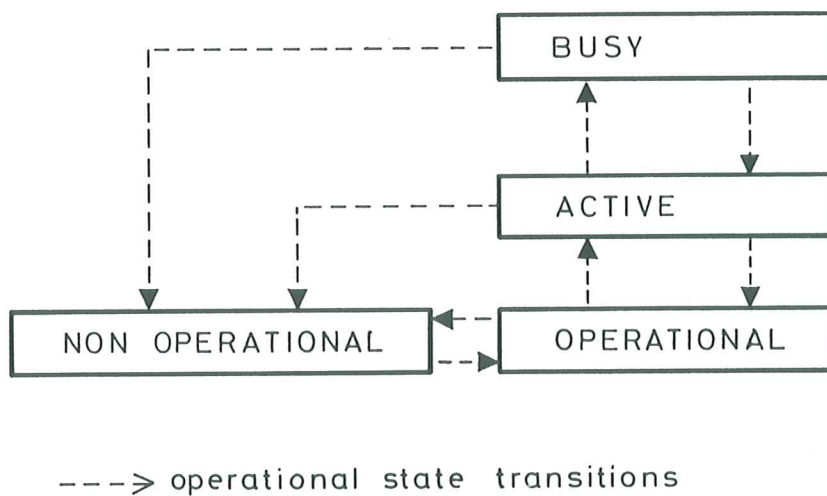 BUSY
ACTIVE
NON OPERATIONAL
OPERATIONAL
operational state transitions